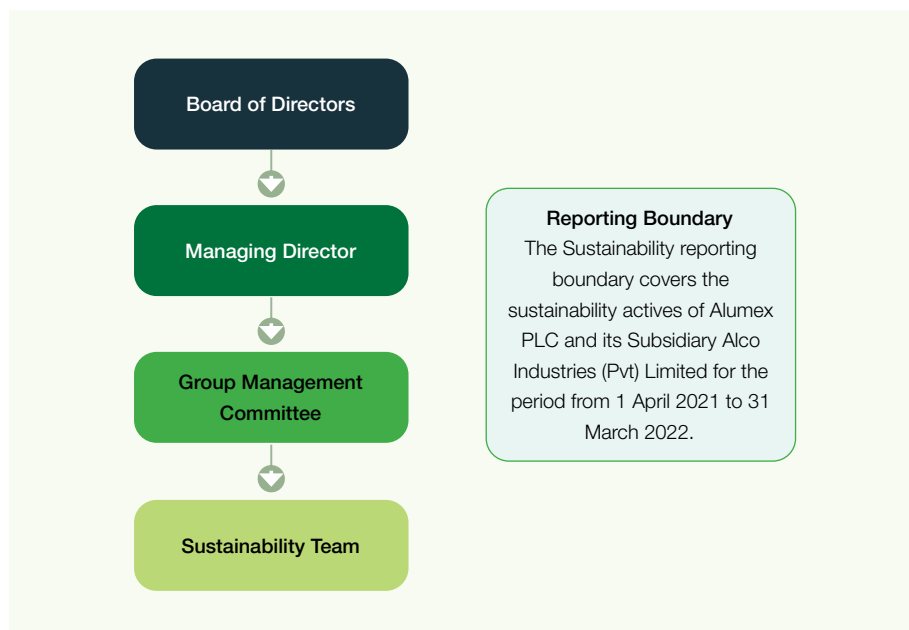 Board of Directors
Managing Director
Group Management
Committee
Sustainability Team
Reporting Boundary
The Sustainability reporting
boundary covers the
sustainability actives of Alumex
PLC and its Subsidiary Alco
Industries (Pvt) Limited for the
period from 1 April 2021 to 31
March 2022.